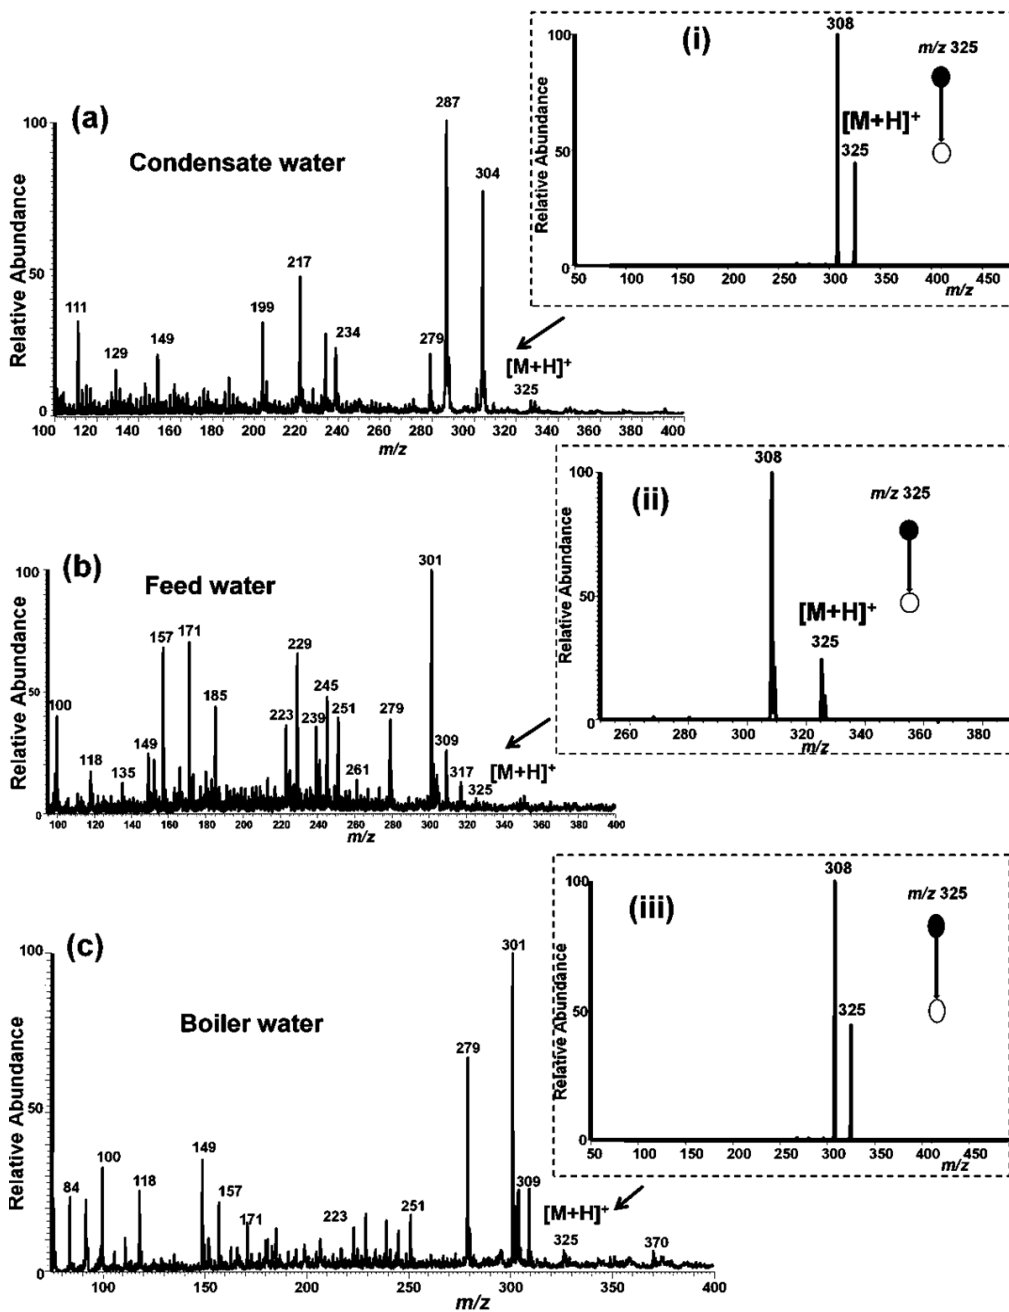 (a)
Condensate water
Relative Abundance
100
50
0
287
304
217
111
199
129
149
234
279
[M+H]+
325
100 120 140 160 180 200 220 240 260 280 300 320 340 360 380 400
m/z
(i)
308
m/z 325
[M+H]+
325
Relative Abundance
100
50
0
50 100 150 200 250 300 350 400 450
m/z
(b)
Feed water
Relative Abundance
100
50
0
301
157
171
229
100
185
245
223
239
251
279
149
118
135
261
309
317
325
[M+H]+
100 120 140 160 180 200 220 240 260 280 300 320 340 360 380 400
m/z
(ii)
308
m/z 325
[M+H]+
325
Relative Abundance
100
50
0
260 280 300 320 340 360 380
m/z
(c)
Boiler water
Relative Abundance
100
50
0
301
279
149
100
84
118
157
171
223
251
309
[M+H]+
325
370
100 150 200 250 300 350 400
m/z
(iii)
308
m/z 325
325
Relative Abundance
100
50
0
50 100 150 200 250 300 350 400 450
m/z